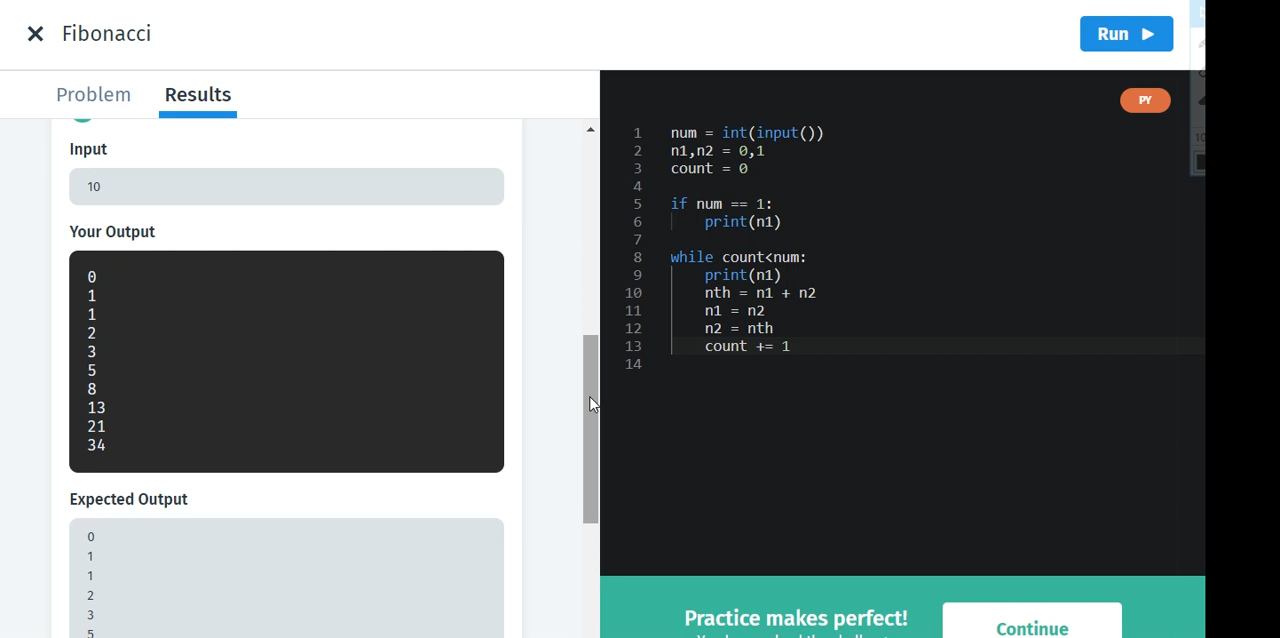 Fibonacci
Run
Problem
Results
Input
10
Your Output
0
1
1
2
3
5
8
13
21
34
Expected Output
0
1
1
2
3
5
PY
1 num = int(input())
2 n1,n2 = 0,1
3 count = 0
4
5 if num == 1:
6     print(n1)
7
8 while count<num:
9     print(n1)
10     nth = n1 + n2
11     n1 = n2
12     n2 = nth
13     count += 1
14
Practice makes perfect!
Continue
10